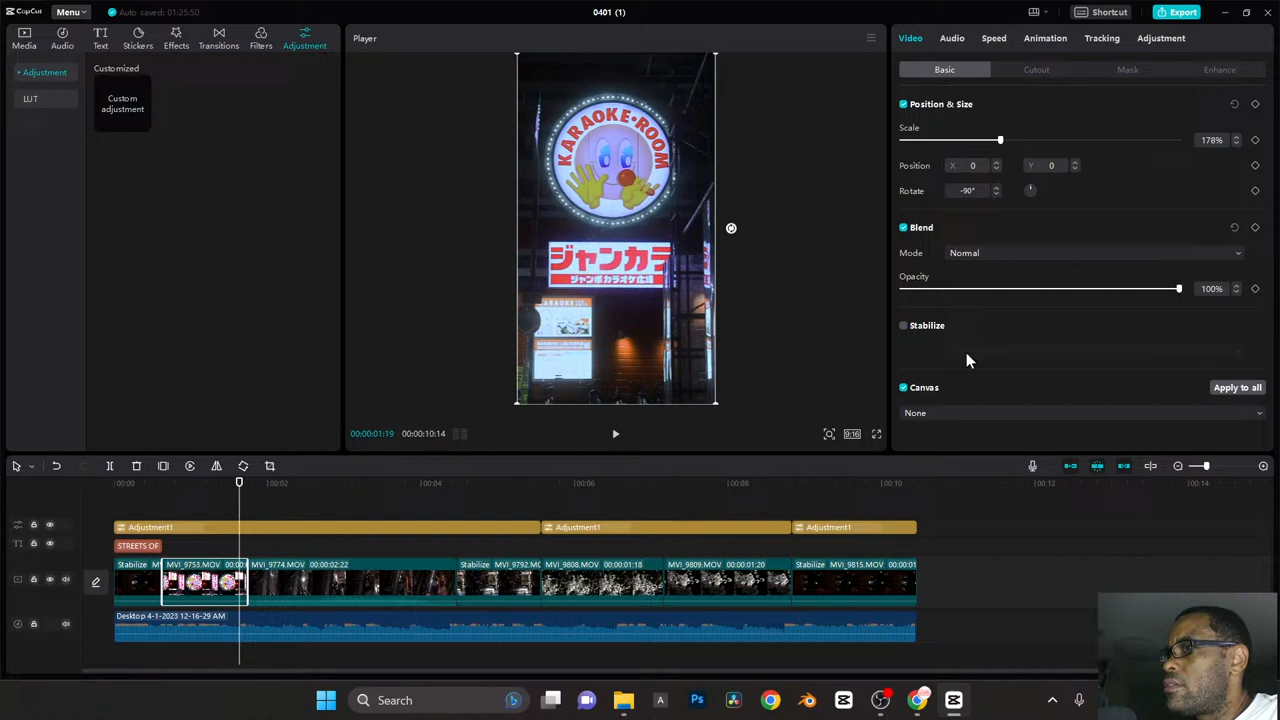 CapCut
Menu
Auto saved: 01:25:50
0401 (1)
Shortcut
Export
Media
Audio
Text
Stickers
Effects
Transitions
Filters
Adjustment
Adjustment
LUT
Customized
Custom adjustment
Player
KARAOKE・ROOM
ジャンカラ
ジャンボカラオケ広場
00:00:01:19
00:00:10:14
9:16
Video
Audio
Speed
Animation
Tracking
Adjustment
Basic
Cutout
Mask
Enhance
Position & Size
Scale
178%
Position
X 0
Y 0
Rotate
-90°
Blend
Mode
Normal
Opacity
100%
Stabilize
Canvas
Apply to all
None
00:00
00:02
00:04
00:06
00:08
00:10
00:12
00:14
Adjustment1
Adjustment1
Adjustment1
STREETS OF
Stabilize
MVI_9753.MOV
MVI_9774.MOV 00:00:02:22
Stabilize
MVI_9792.MO
MVI_9808.MOV 00:00:01:18
MVI_9809.MOV 00:00:01:20
Stabilize
MVI_9815.MOV
Desktop 4-1-2023 12-16-29 AM
Search
A
Ps